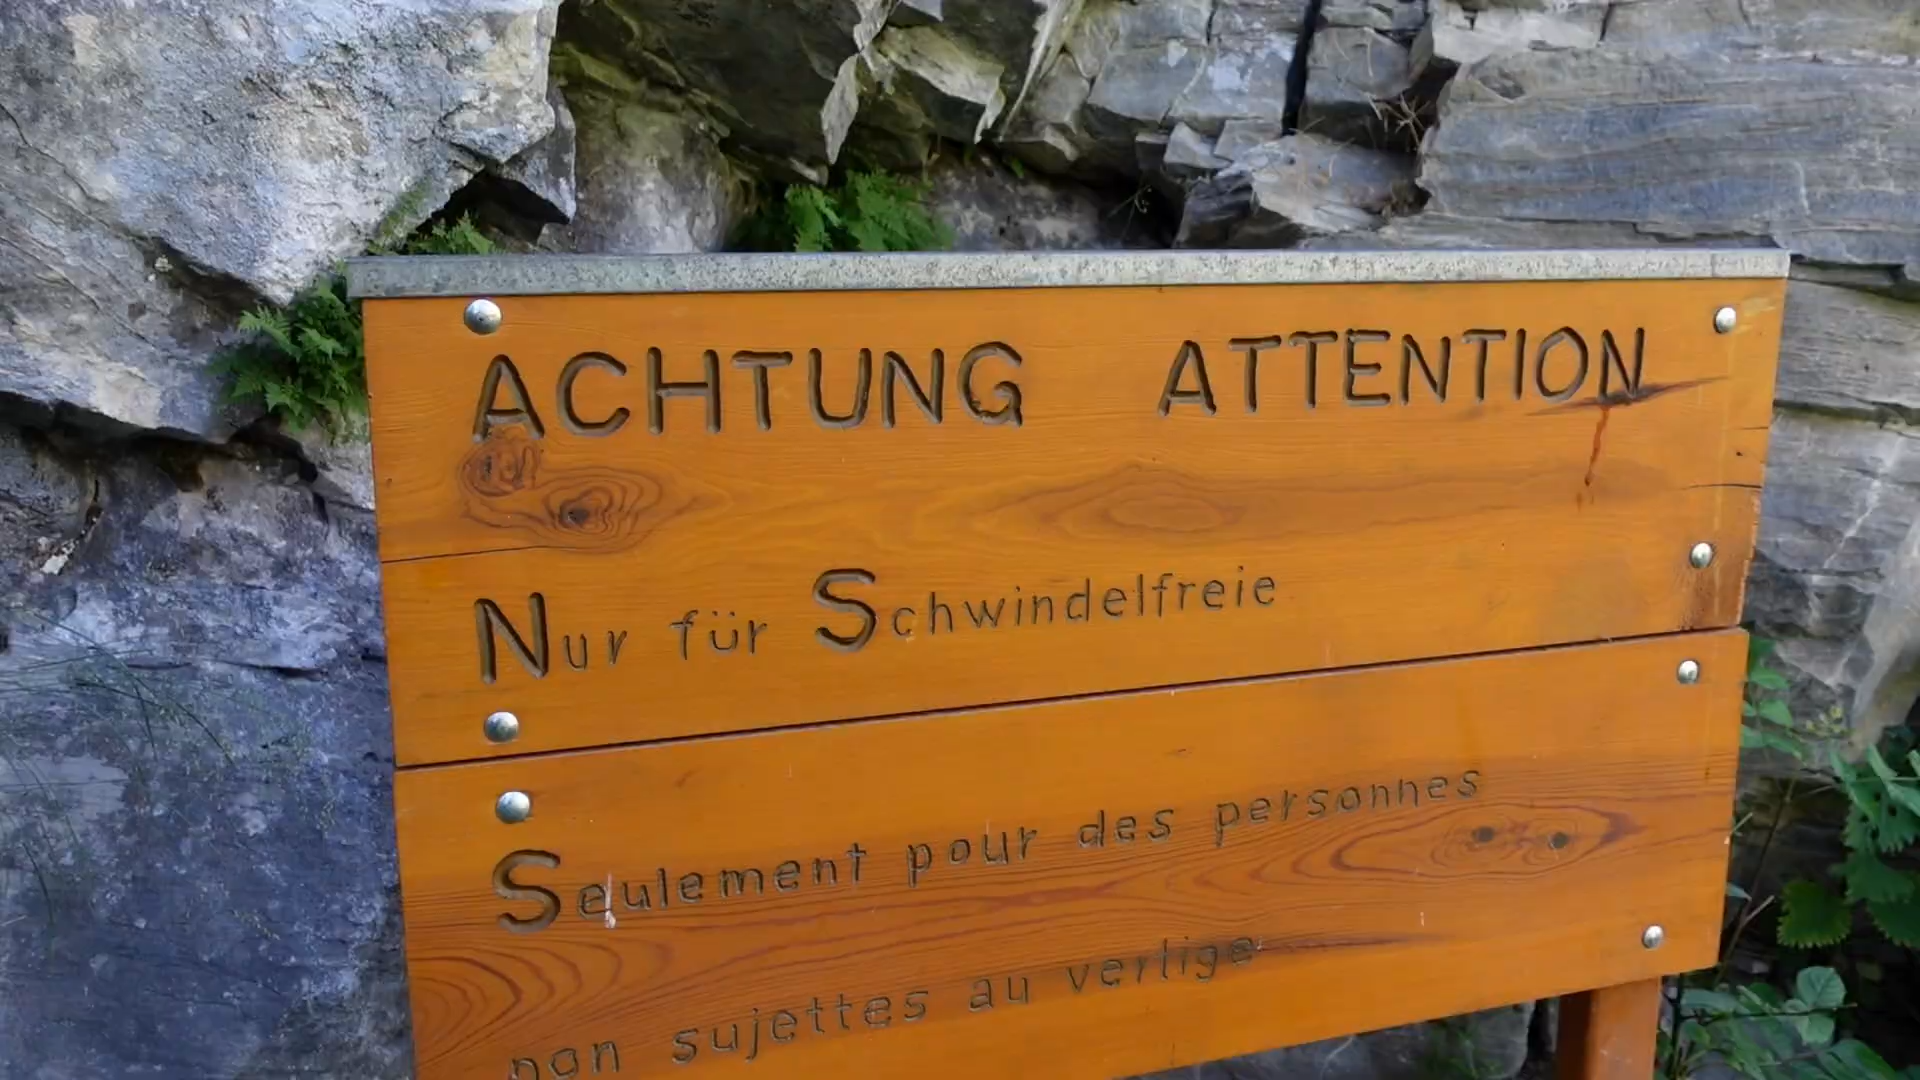 ACHTUNG ATTENTION
Nur für Schwindelfreie
Seulement pour des personnes
non sujettes au vertige